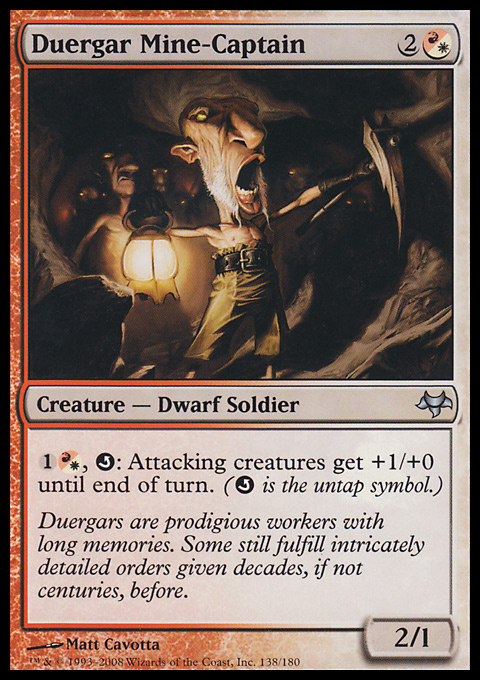 Duergar Mine-Captain 2
Creature — Dwarf Soldier
1, : Attacking creatures get +1/+0
until end of turn. ( is the untap symbol.)
Duergars are prodigious workers with
long memories. Some still fulfill intricately
detailed orders given decades, if not
centuries, before.
2/1
Matt Cavotta
™ & © 1993–2008 Wizards of the Coast, Inc. 138/180